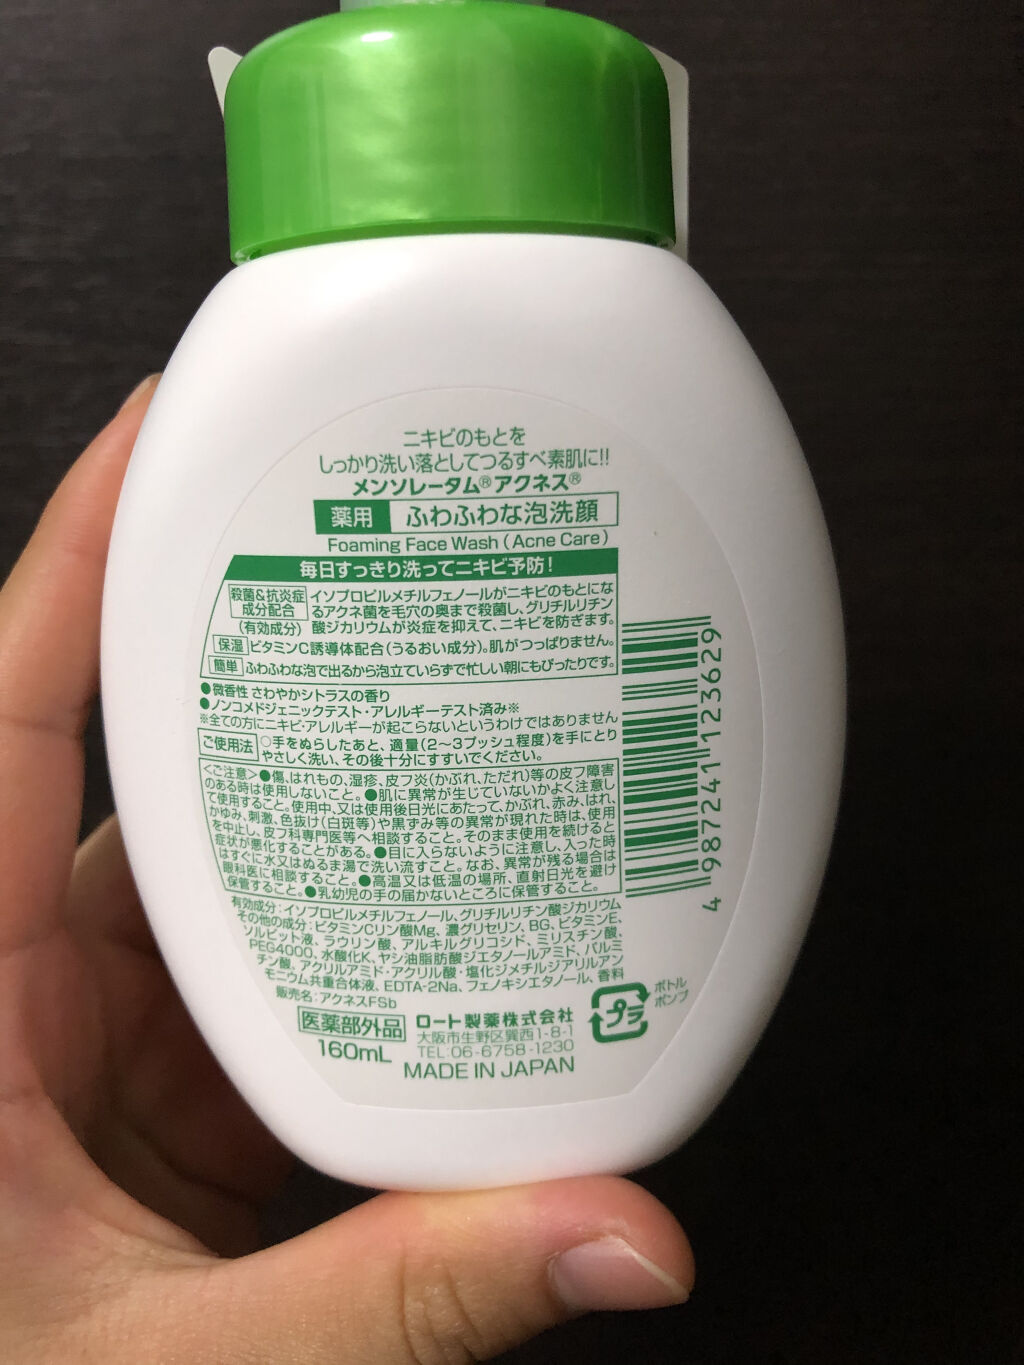 ニキビのもとを
しっかり洗い落としてつるすべ素肌に!!
メンソレータム®アクネス®
薬用 ふわふわな泡洗顔
Foaming Face Wash (Acne Care)
毎日すっきり洗ってニキビ予防!
殺菌&抗炎症成分配合 (有効成分)
イソプロピルメチルフェノールがニキビのもとにな
るアクネ菌を毛穴の奥まで殺菌し、グリチルリチン
酸ジカリウムが炎症を抑えて、ニキビを防ぎます。
保湿 ビタミンC誘導体配合(うるおい成分)。肌がつっぱりません。
簡単 ふわふわな泡で出るから泡立ていらずで忙しい朝にもぴったりです。
●微香性 さわやかシトラスの香り
●ノンコメドジェニックテスト・アレルギーテスト済み※
※全ての方にニキビ・アレルギーが起こらないというわけではありません
ご使用法 ○手をぬらしたあと、適量(2〜3プッシュ程度)を手にとり
やさしく洗い、その後十分にすすいでください。
<ご注意>●傷、はれもの、湿疹、皮フ炎(かぶれ、ただれ)等の皮フ障害
のある時は使用しないこと。●肌に異常が生じていないかよく注意し
て使用すること。使用中、又は使用後日光にあたって、かぶれ、赤み、はれ、
かゆみ、刺激、色抜け(白斑等)や黒ずみ等の異常が現れた時は、使用
を中止し、皮フ科専門医等へ相談すること。そのまま使用を続けると
症状が悪化することがある。●目に入らないように注意し、入った時
はすぐに水又はぬるま湯で洗い流すこと。なお、異常が残る場合は
眼科医に相談すること。●高温又は低温の場所、直射日光を避け
保管すること。●乳幼児の手の届かないところに保管すること。
有効成分:イソプロピルメチルフェノール、グリチルリチン酸ジカリウム
その他の成分:ビタミンCリン酸Mg、濃グリセリン、BG、ビタミンE、
ソルビット液、ラウリン酸、アルキルグリコシド、ミリスチン酸、
PEG4000、水酸化K、ヤシ油脂肪酸ジエタノールアミド、パルミ
チン酸、アクリルアミド・アクリル酸・塩化ジメチルジアリルアン
モニウム共重合体液、EDTA-2Na、フェノキシエタノール、香料
販売名:アクネスFSb
医薬部外品
160mL
ロート製薬株式会社
大阪市生野区巽西1-8-1
TEL:06-6758-1230
MADE IN JAPAN
プラ
ボトル
ポンプ
4 987241 123629